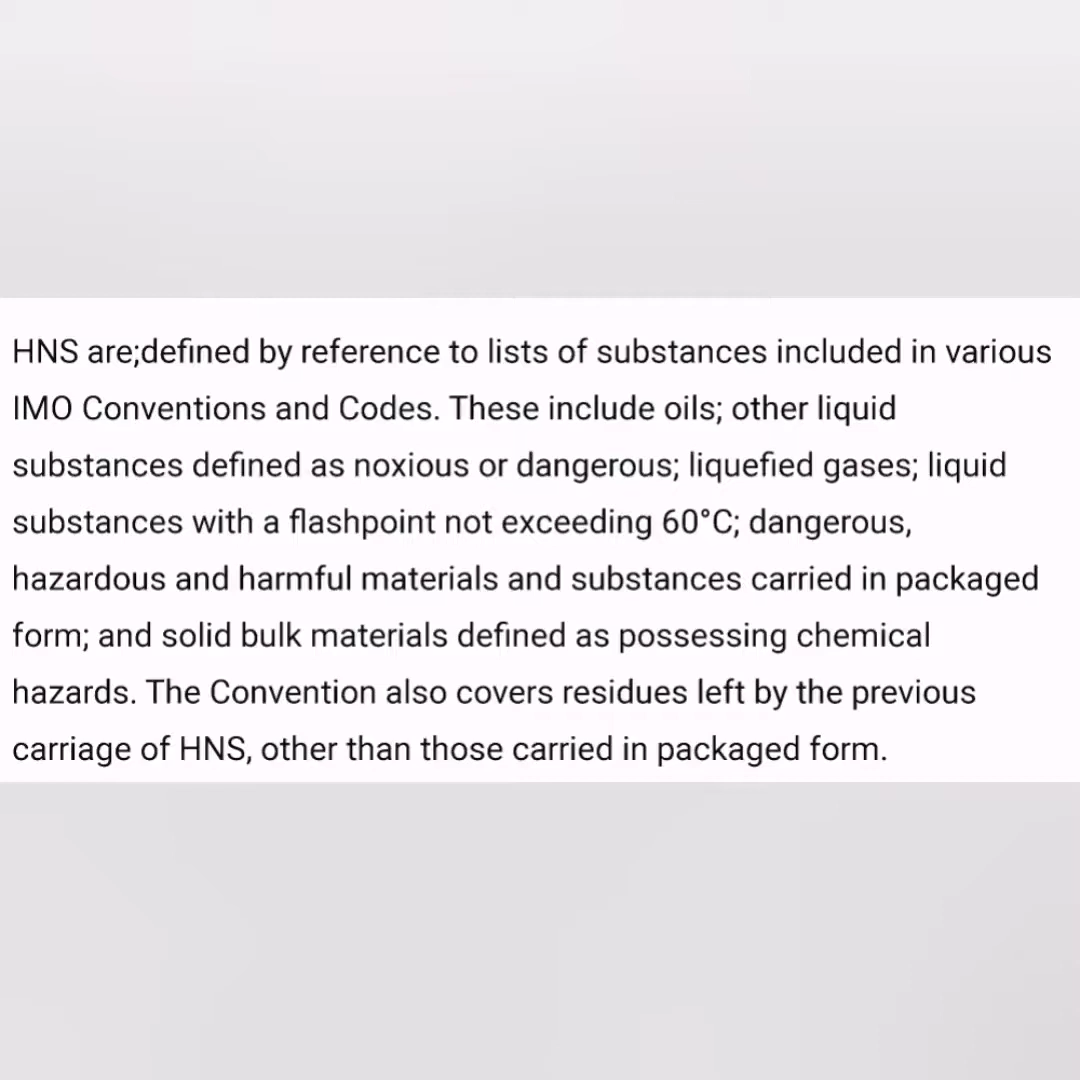 HNS are;defined by reference to lists of substances included in various
IMO Conventions and Codes. These include oils; other liquid
substances defined as noxious or dangerous; liquefied gases; liquid
substances with a flashpoint not exceeding 60°C; dangerous,
hazardous and harmful materials and substances carried in packaged
form; and solid bulk materials defined as possessing chemical
hazards. The Convention also covers residues left by the previous
carriage of HNS, other than those carried in packaged form.